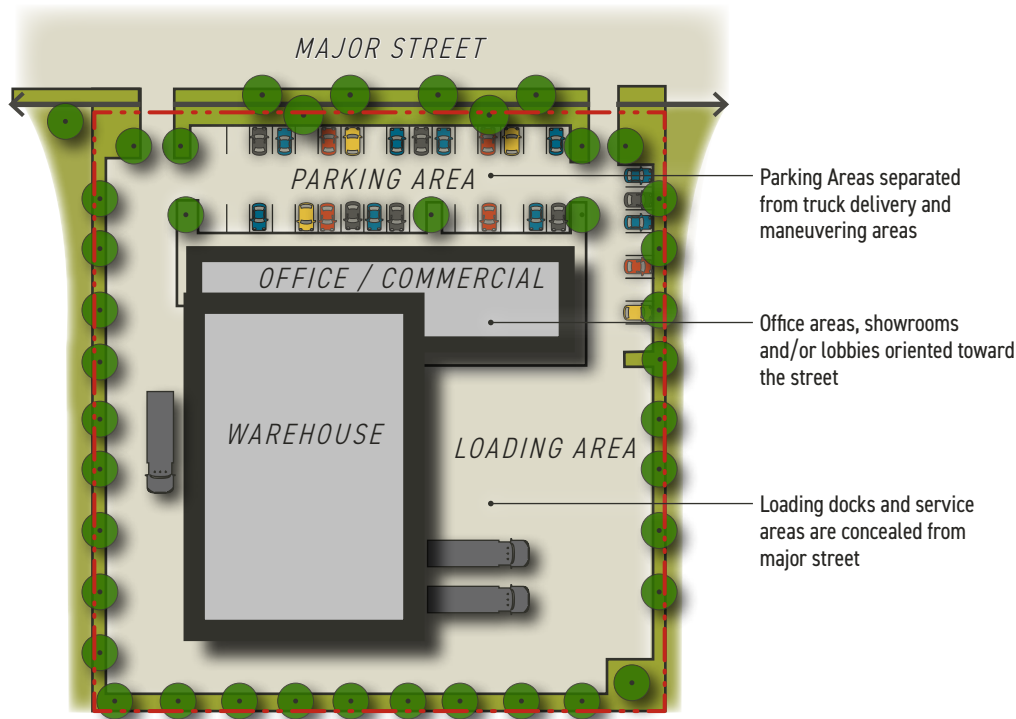 MAJOR STREET
PARKING AREA
Parking Areas separated
from truck delivery and
maneuvering areas
OFFICE / COMMERCIAL
Office areas, showrooms
and/or lobbies oriented toward
the street
WAREHOUSE
LOADING AREA
Loading docks and service
areas are concealed from
major street